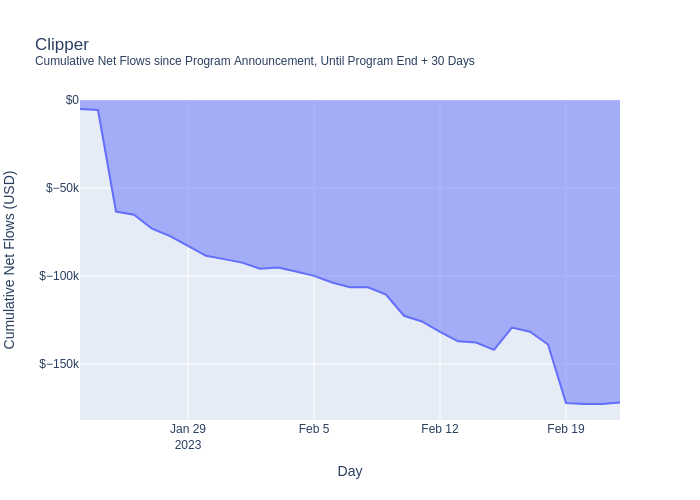 Clipper
Cumulative Net Flows since Program Announcement, Until Program End + 30 Days
Cumulative Net Flows (USD)
$0
$−50k
$−100k
$−150k
Jan 29
2023
Feb 5
Feb 12
Feb 19
Day